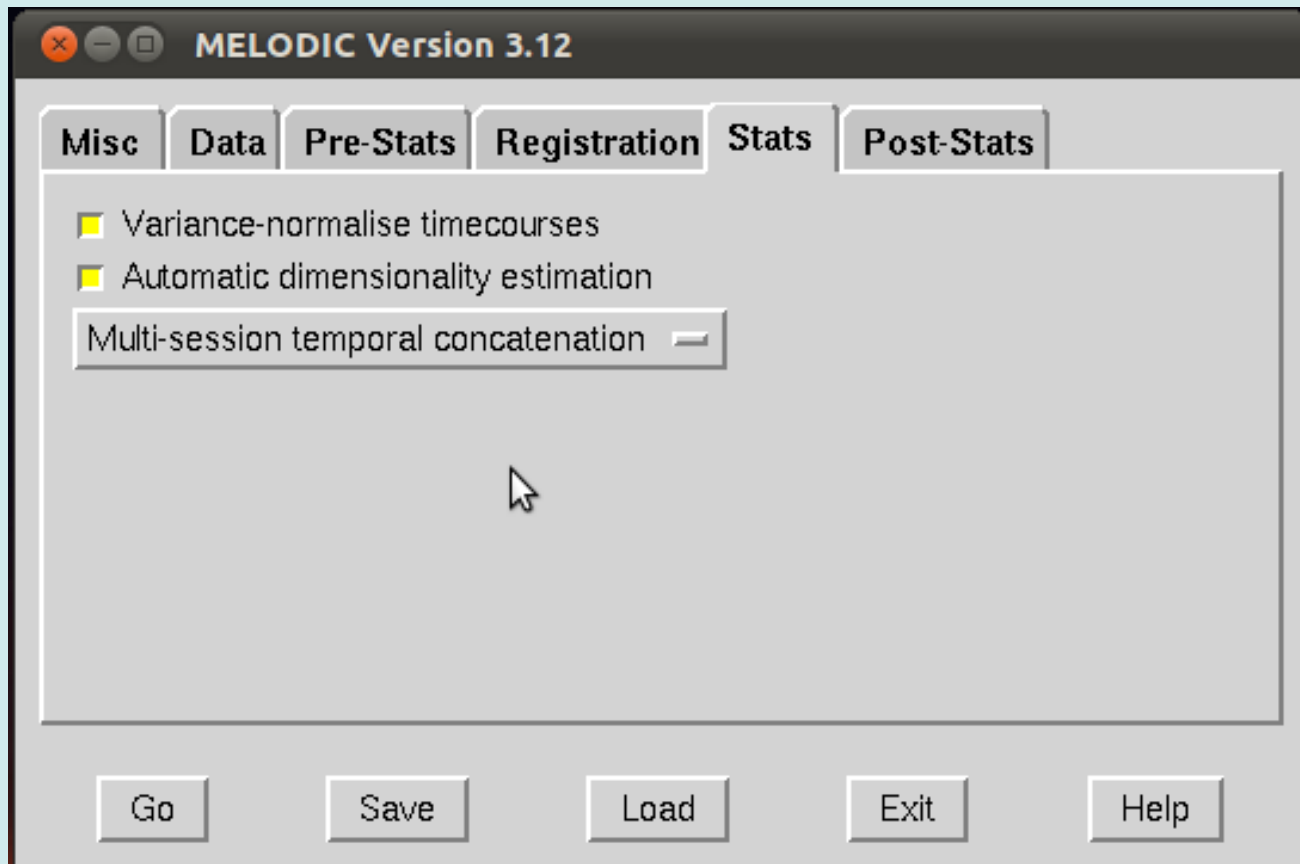 MELODIC Version 3.12
Misc Data Pre-Stats Registration Stats Post-Stats
Variance-normalise timecourses
Automatic dimensionality estimation
Multi-session temporal concatenation
Go Save Load Exit Help